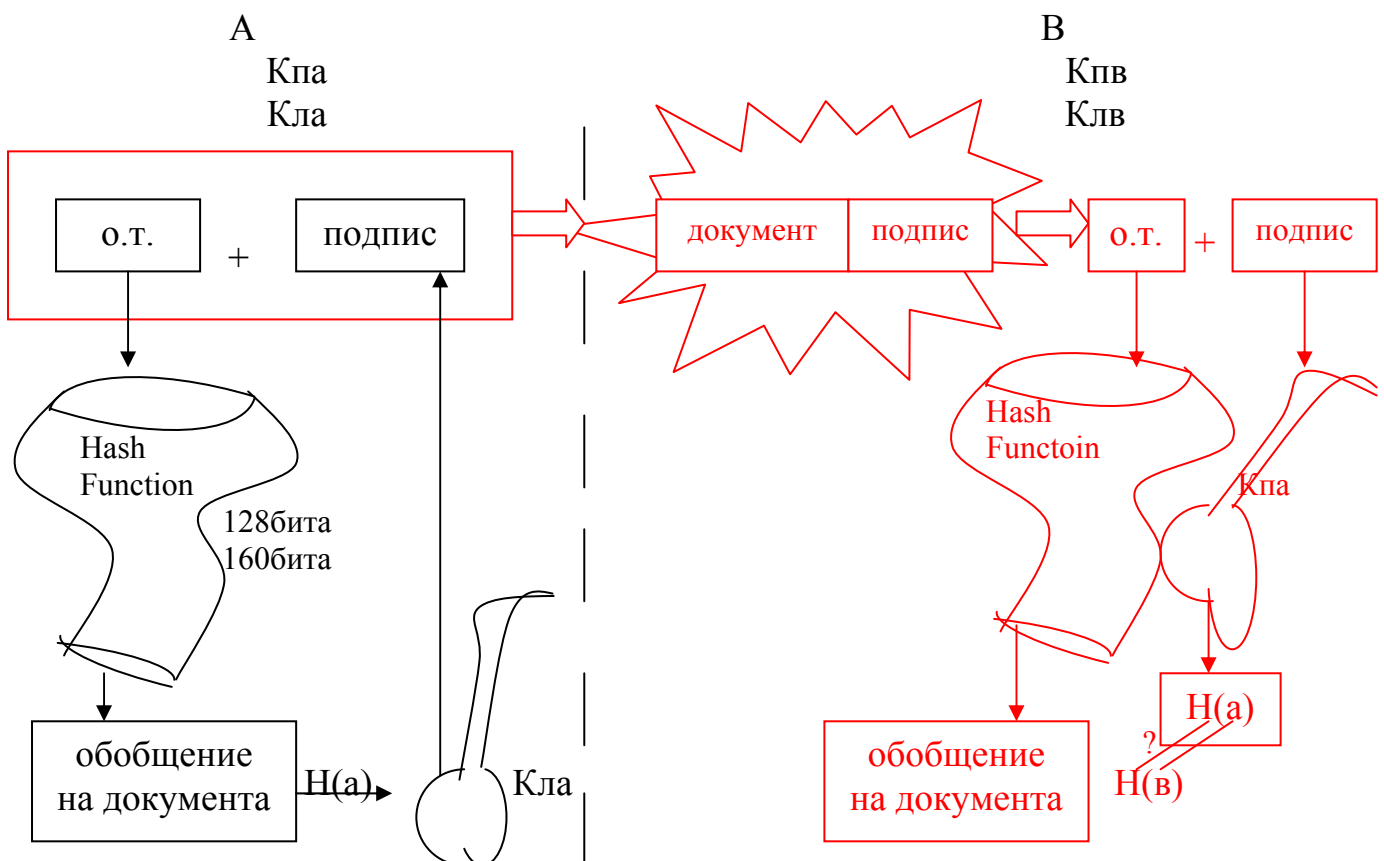 А
Кпа
Кла
о.т.
+
подпис
Hash
Function
128бита
160бита
обобщение
на документа
Н(а)
Кла
В
Кпв
Клв
документ
подпис
о.т.
+
подпис
Hash
Functoin
Кпа
обобщение
на документа
Н(а)
?
Н(в)